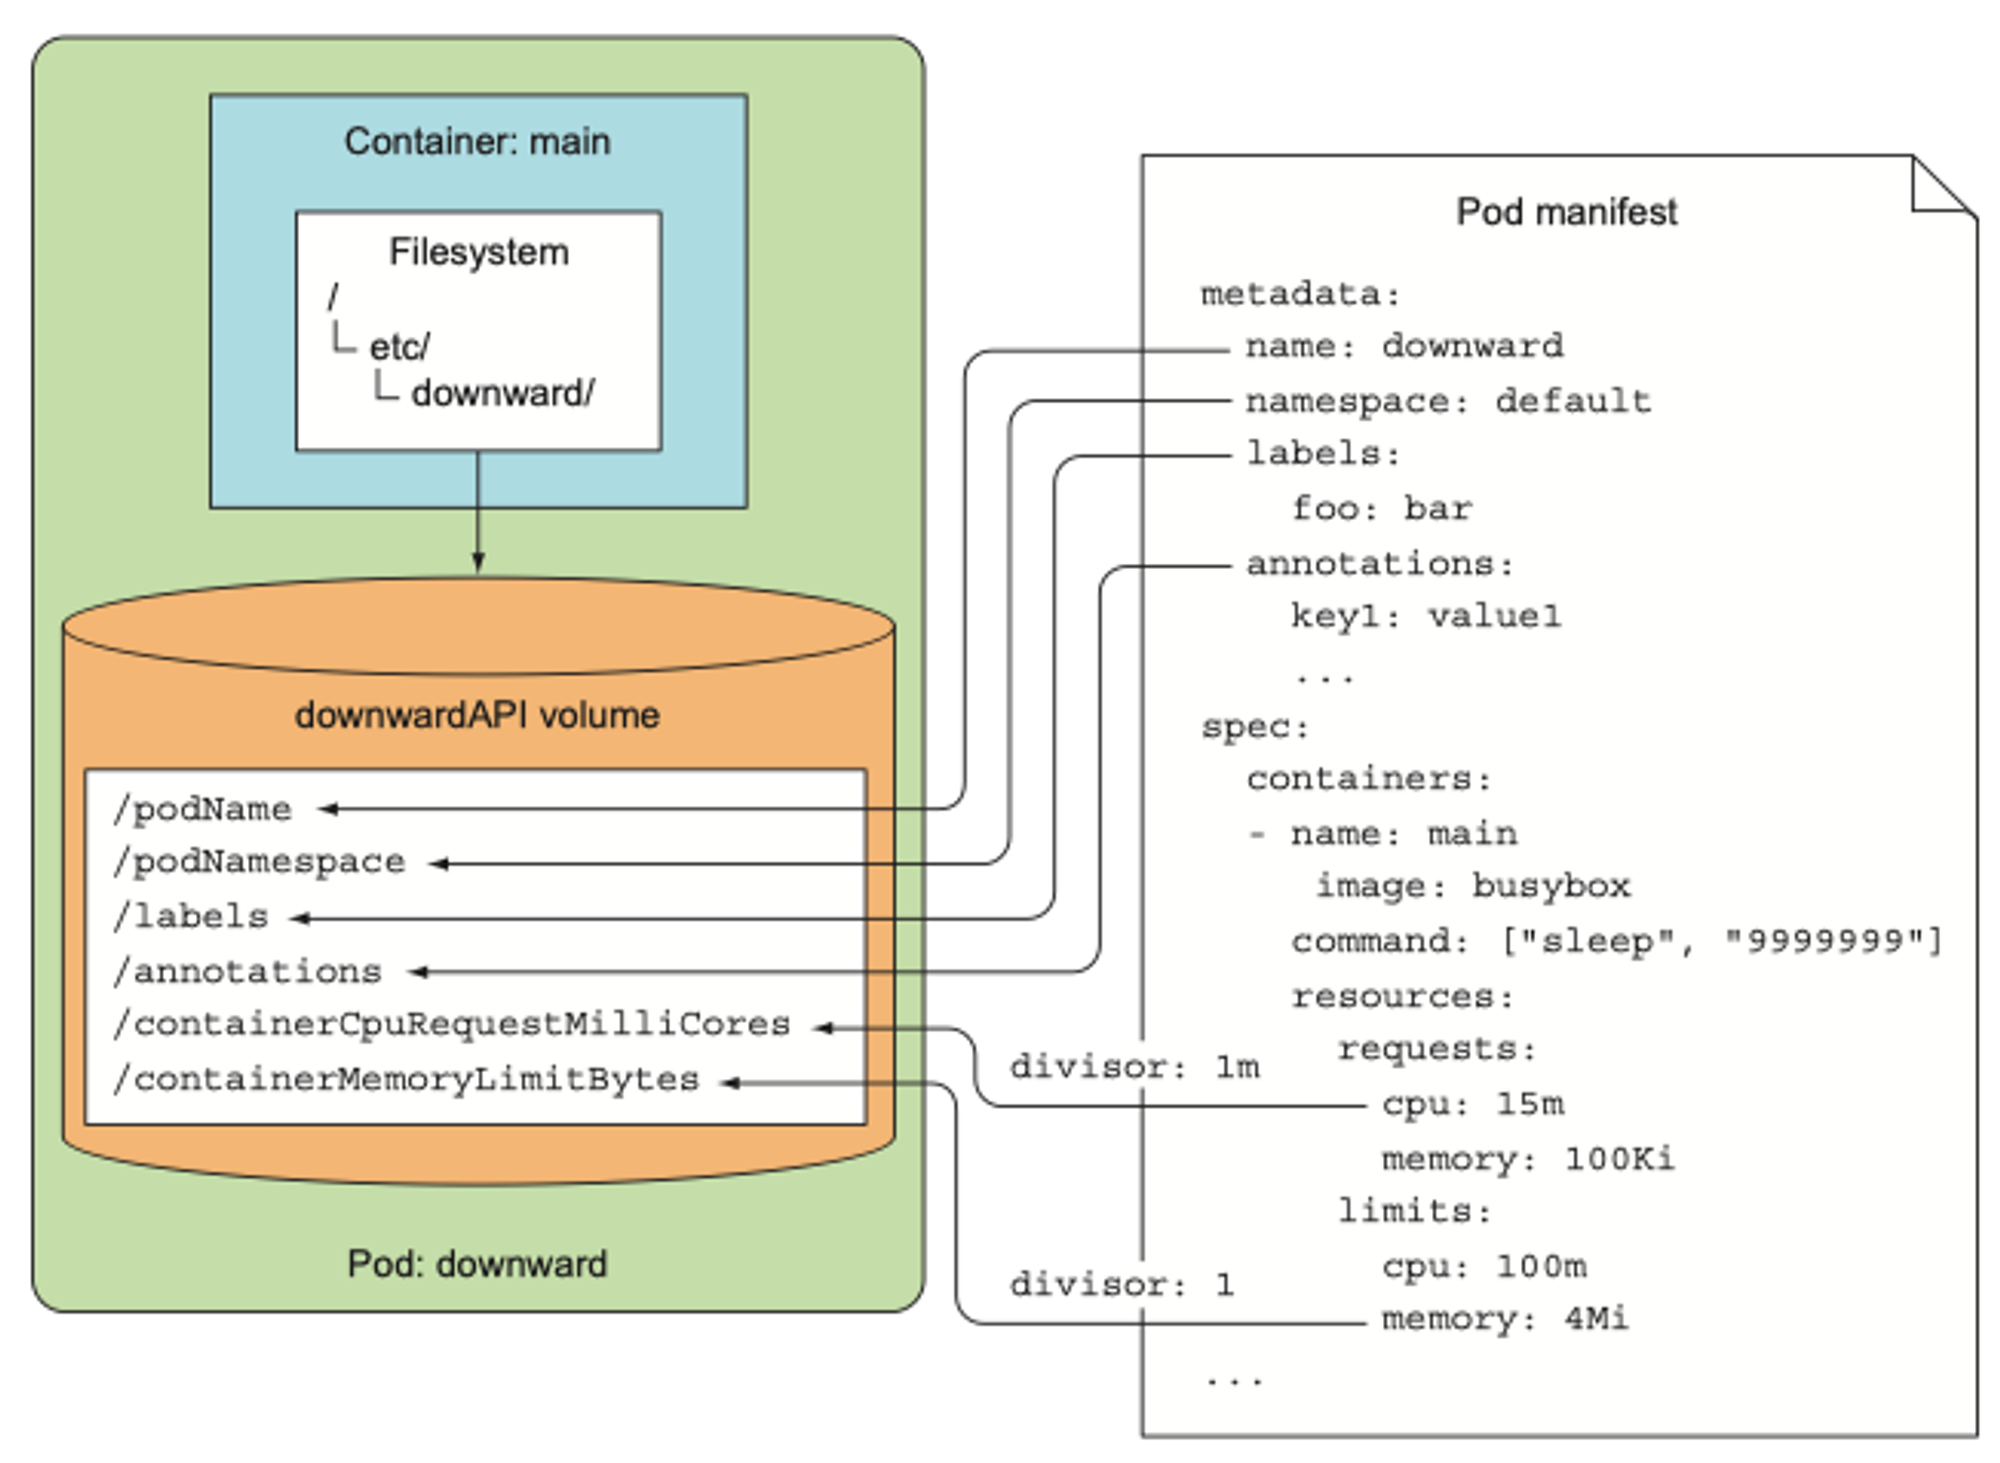 Container: main
Filesystem
/
etc/
downward/
downwardAPI volume
/podName
/podNamespace
/labels
/annotations
/containerCpuRequestMilliCores
/containerMemoryLimitBytes
Pod: downward
Pod manifest
metadata:
name: downward
namespace: default
labels:
foo: bar
annotations:
key1: value1
...
spec:
containers:
- name: main
image: busybox
command: ["sleep", "9999999"]
resources:
requests:
divisor: 1m
cpu: 15m
memory: 100Ki
limits:
cpu: 100m
divisor: 1
memory: 4Mi
...